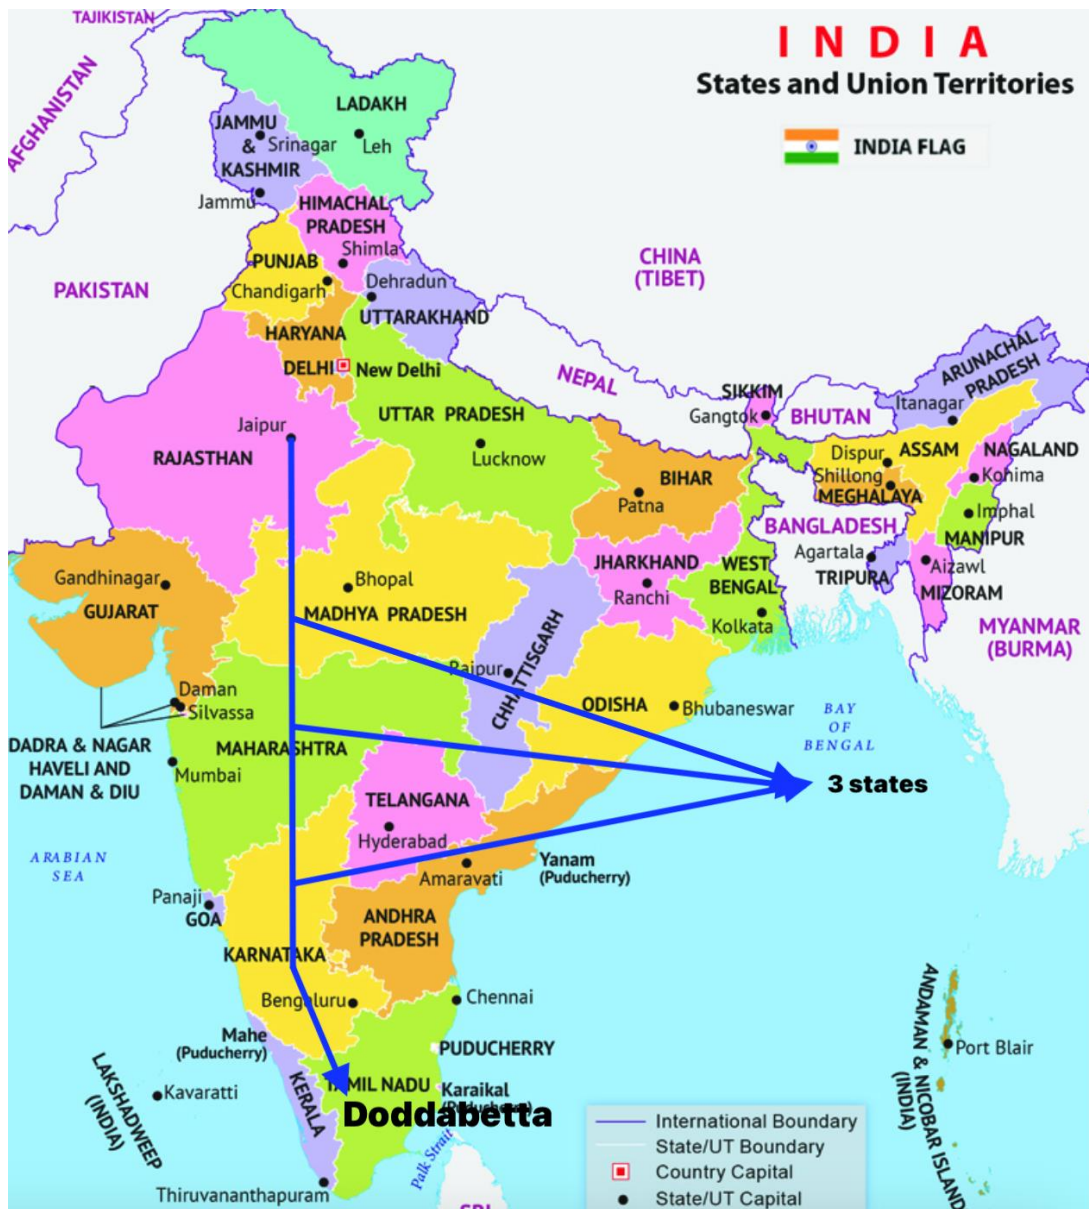 TAJIKISTAN
INDIA
States and Union Territories
INDIA FLAG
AFGHANISTAN
LADAKH
Leh
JAMMU
&
KASHMIR
Srinagar
Jammu
HIMACHAL
PRADESH
Shimla
CHINA
(TIBET)
PAKISTAN
PUNJAB
Chandigarh
Dehradun
UTTARAKHAND
HARYANA
DELHI
New Delhi
NEPAL
UTTAR PRADESH
Lucknow
SIKKIM
Gangtok
BHUTAN
ARUNACHAL
PRADESH
Itanagar
Jaipur
RAJASTHAN
BIHAR
Patna
Dispur
ASSAM
NAGALAND
Shillong
Kohima
MEGHALAYA
Imphal
MANIPUR
BANGLADESH
Agartala
TRIPURA
Aizawl
MIZORAM
Gandhinagar
GUJARAT
Bhopal
MADHYA PRADESH
JHARKHAND
Ranchi
WEST
BENGAL
Kolkata
MYANMAR
(BURMA)
Raipur
CHHATTISGARH
ODISHA
Bhubaneswar
BAY
OF
BENGAL
Daman
Silvassa
DADRA & NAGAR
HAVELI AND
DAMAN & DIU
MAHARASHTRA
Mumbai
3 states
TELANGANA
Hyderabad
ARABIAN
SEA
Yanam
(Puducherry)
Amaravati
Panaji
GOA
ANDHRA
PRADESH
KARNATAKA
Bengaluru
Chennai
Mahe
(Puducherry)
PUDUCHERRY
LAKSHADWEEP
(INDIA)
Kavaratti
KERALA
TAMIL NADU
Karaikal
(Puducherry)
Doddabetta
Palk Strait
Thiruvananthapuram
ANDAMAN & NICOBAR ISLAND
(INDIA)
Port Blair
International Boundary
State/UT Boundary
Country Capital
State/UT Capital